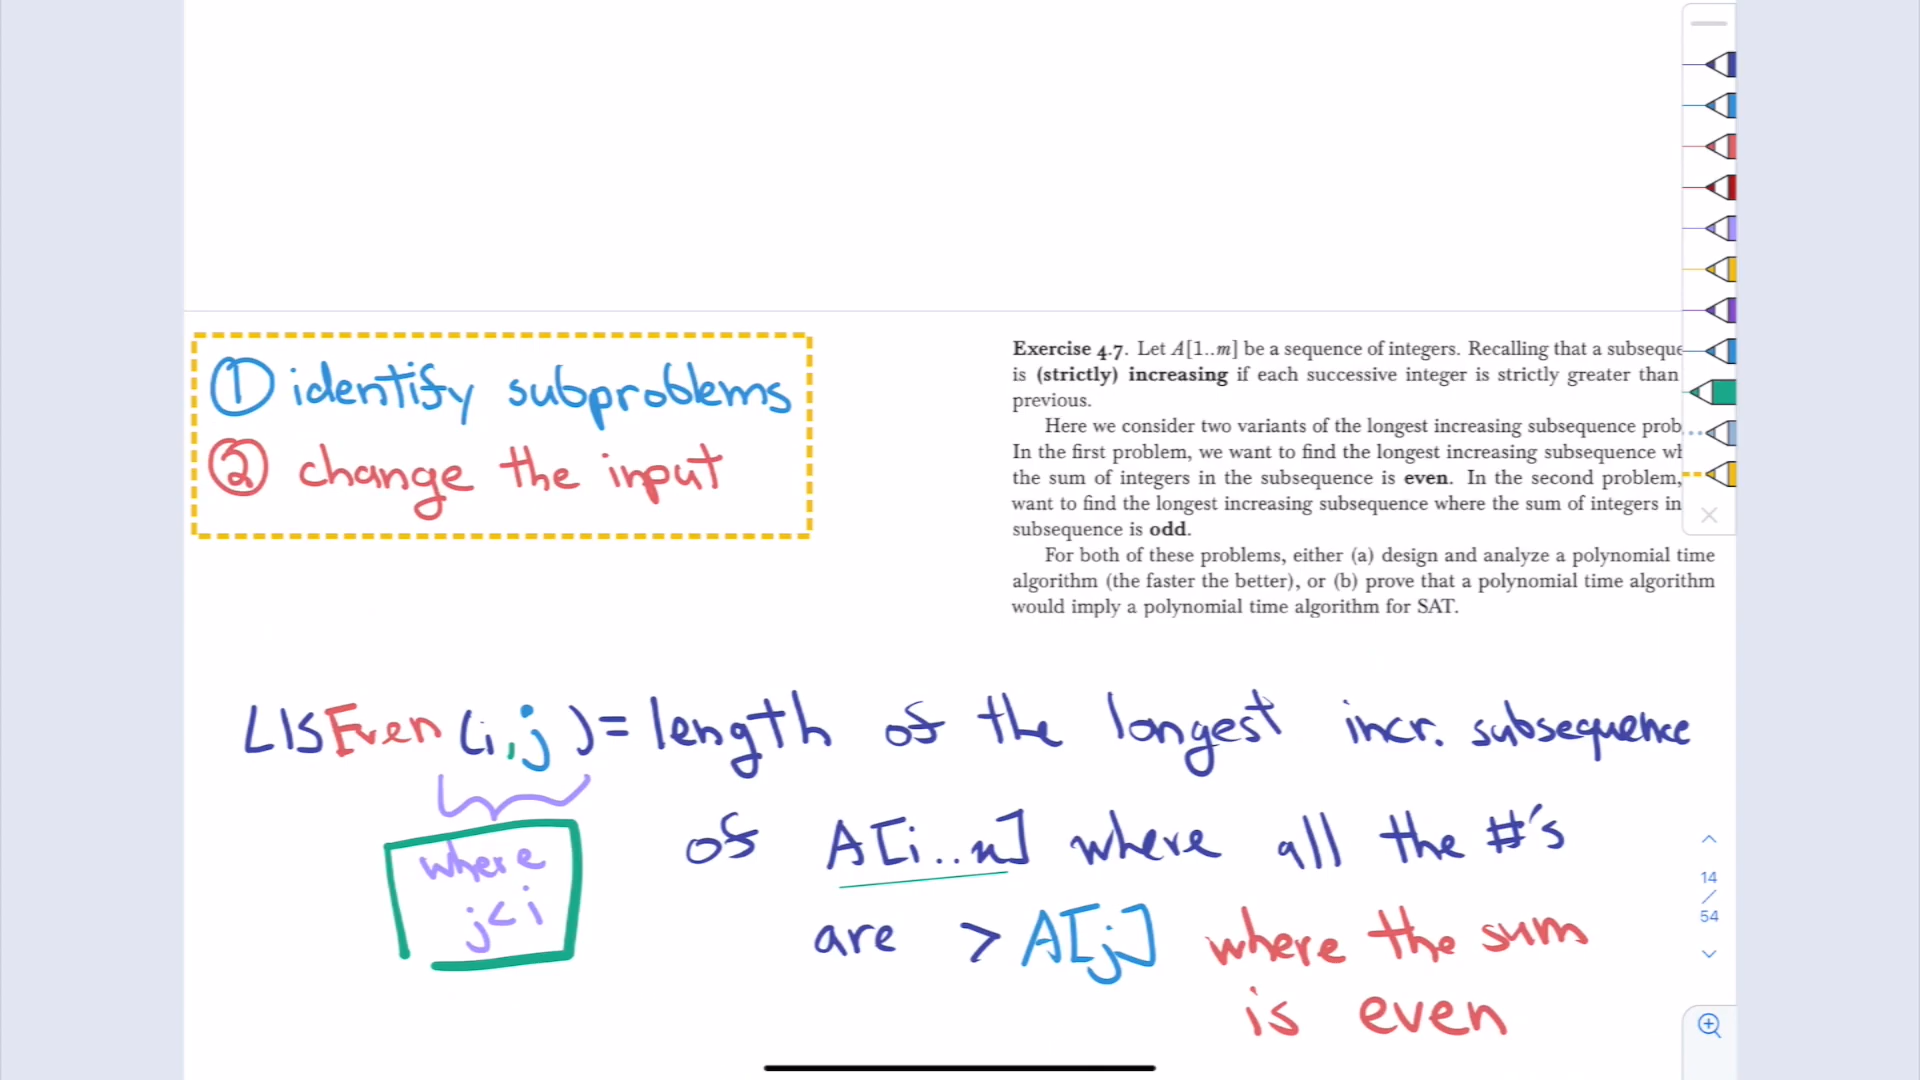 ① identify subproblems
② change the input
Exercise 4.7. Let A[1..m] be a sequence of integers. Recalling that a subseque
is (strictly) increasing if each successive integer is strictly greater than
previous.
Here we consider two variants of the longest increasing subsequence prob
In the first problem, we want to find the longest increasing subsequence wh
the sum of integers in the subsequence is even. In the second problem,
want to find the longest increasing subsequence where the sum of integers in
subsequence is odd.
For both of these problems, either (a) design and analyze a polynomial time
algorithm (the faster the better), or (b) prove that a polynomial time algorithm
would imply a polynomial time algorithm for SAT.
LISEven(i,j)= length of the longest incr. subsequence
of A[i..n] where all the #'s
are > A[j] where the sum
is even
where
j<i
14
/
54